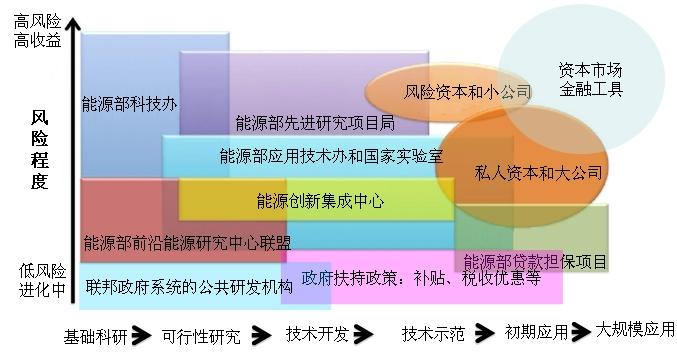 高风险
高收益
风险程度
低风险
进化中
能源部科技办
能源部先进研究项目局
风险资本和小公司
资本市场
金融工具
能源部应用技术办和国家实验室
私人资本和大公司
能源创新集成中心
能源部前沿能源研究中心联盟
能源部贷款担保项目
联邦政府系统的公共研发机构
政府扶持政策：补贴、税收优惠等
基础科研
可行性研究
技术开发
技术示范
初期应用
大规模应用